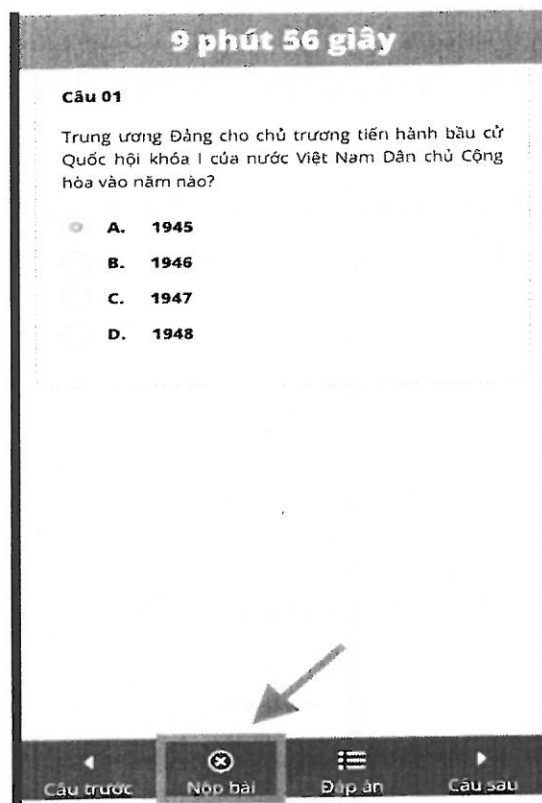 9 phút 56 giây
Câu 01
Trung ương Đảng cho chủ trương tiến hành bầu cử
Quốc hội khóa I của nước Việt Nam Dân chủ Cộng
hòa vào năm nào?
A. 1945
B. 1946
C. 1947
D. 1948
Câu trước
Nộp bài
Đáp án
Câu sau